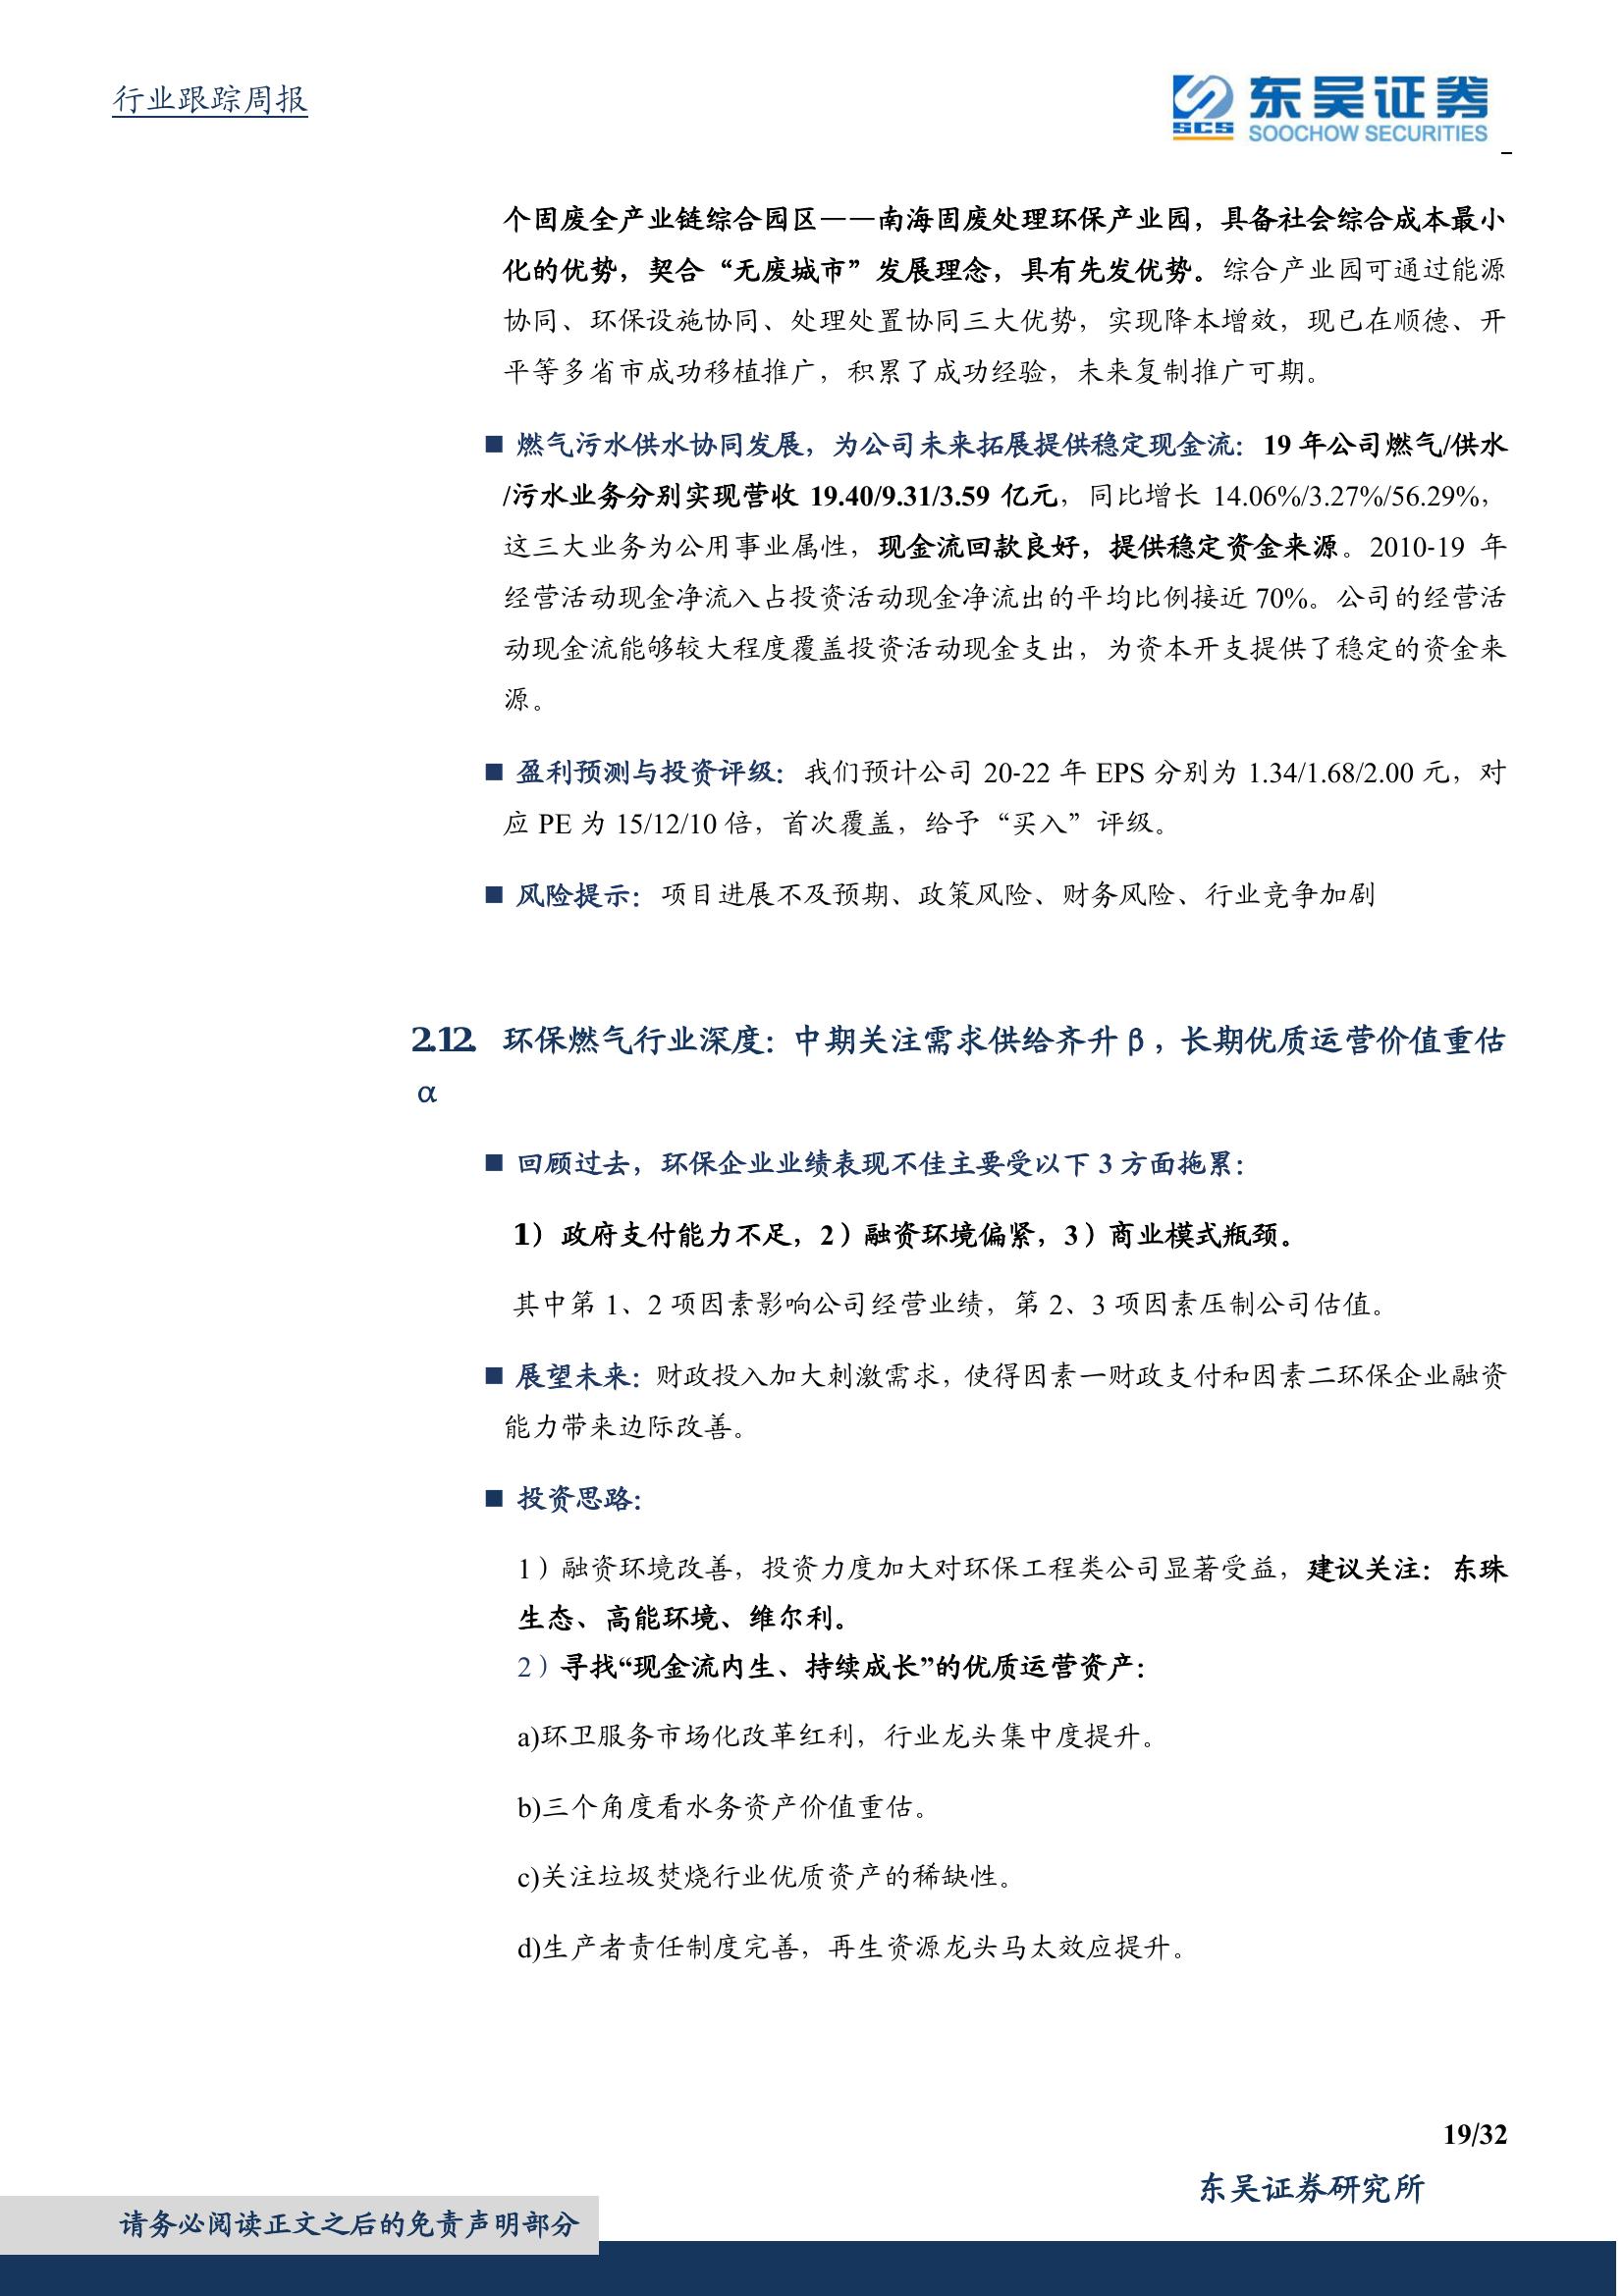 行业跟踪周报
SCS
东吴证券
SOOCHOW SECURITIES
个固废全产业链综合园区——南海固废处理环保产业园，具备社会综合成本最小
化的优势，契合“无废城市”发展理念，具有先发优势。综合产业园可通过能源
协同、环保设施协同、处理处置协同三大优势，实现降本增效，现已在顺德、开
平等多省市成功移植推广，积累了成功经验，未来复制推广可期。
■ 燃气污水供水协同发展，为公司未来拓展提供稳定现金流：19 年公司燃气/供水
/污水业务分别实现营收 19.40/9.31/3.59 亿元，同比增长 14.06%/3.27%/56.29%，
这三大业务为公用事业属性，现金流回款良好，提供稳定资金来源。2010-19 年
经营活动现金净流入占投资活动现金净流出的平均比例接近 70%。公司的经营活
动现金流能够较大程度覆盖投资活动现金支出，为资本开支提供了稳定的资金来
源。
■ 盈利预测与投资评级：我们预计公司 20-22 年 EPS 分别为 1.34/1.68/2.00 元，对
应 PE 为 15/12/10 倍，首次覆盖，给予“买入”评级。
■ 风险提示：项目进展不及预期、政策风险、财务风险、行业竞争加剧
2.12. 环保燃气行业深度：中期关注需求供给齐升β，长期优质运营价值重估
α
■ 回顾过去，环保企业业绩表现不佳主要受以下 3 方面拖累：
1）政府支付能力不足，2）融资环境偏紧，3）商业模式瓶颈。
其中第 1、2 项因素影响公司经营业绩，第 2、3 项因素压制公司估值。
■ 展望未来：财政投入加大刺激需求，使得因素一财政支付和因素二环保企业融资
能力带来边际改善。
■ 投资思路：
1）融资环境改善，投资力度加大对环保工程类公司显著受益，建议关注：东珠
生态、高能环境、维尔利。
2）寻找“现金流内生、持续成长”的优质运营资产：
a)环卫服务市场化改革红利，行业龙头集中度提升。
b)三个角度看水务资产价值重估。
c)关注垃圾焚烧行业优质资产的稀缺性。
d)生产者责任制度完善，再生资源龙头马太效应提升。
19/32
东吴证券研究所
请务必阅读正文之后的免责声明部分